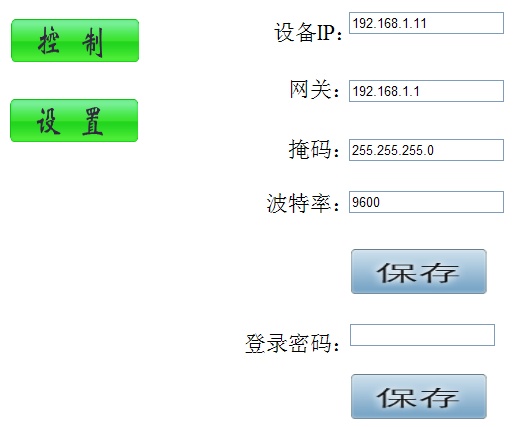 控制
设置
设备IP：192.168.1.11
网关：192.168.1.1
掩码：255.255.255.0
波特率：9600
保存
登录密码：
保存